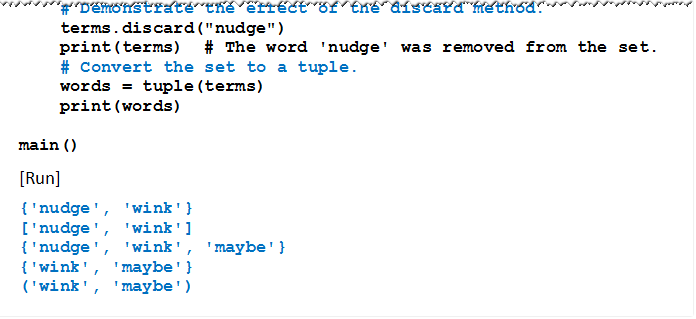 # Demonstrate the effect of the discard method.
terms.discard("nudge")
print(terms)  # The word 'nudge' was removed from the set.
# Convert the set to a tuple.
words = tuple(terms)
print(words)
main()
[Run]
{'nudge', 'wink'}
['nudge', 'wink']
{'nudge', 'wink', 'maybe'}
{'wink', 'maybe'}
('wink', 'maybe')